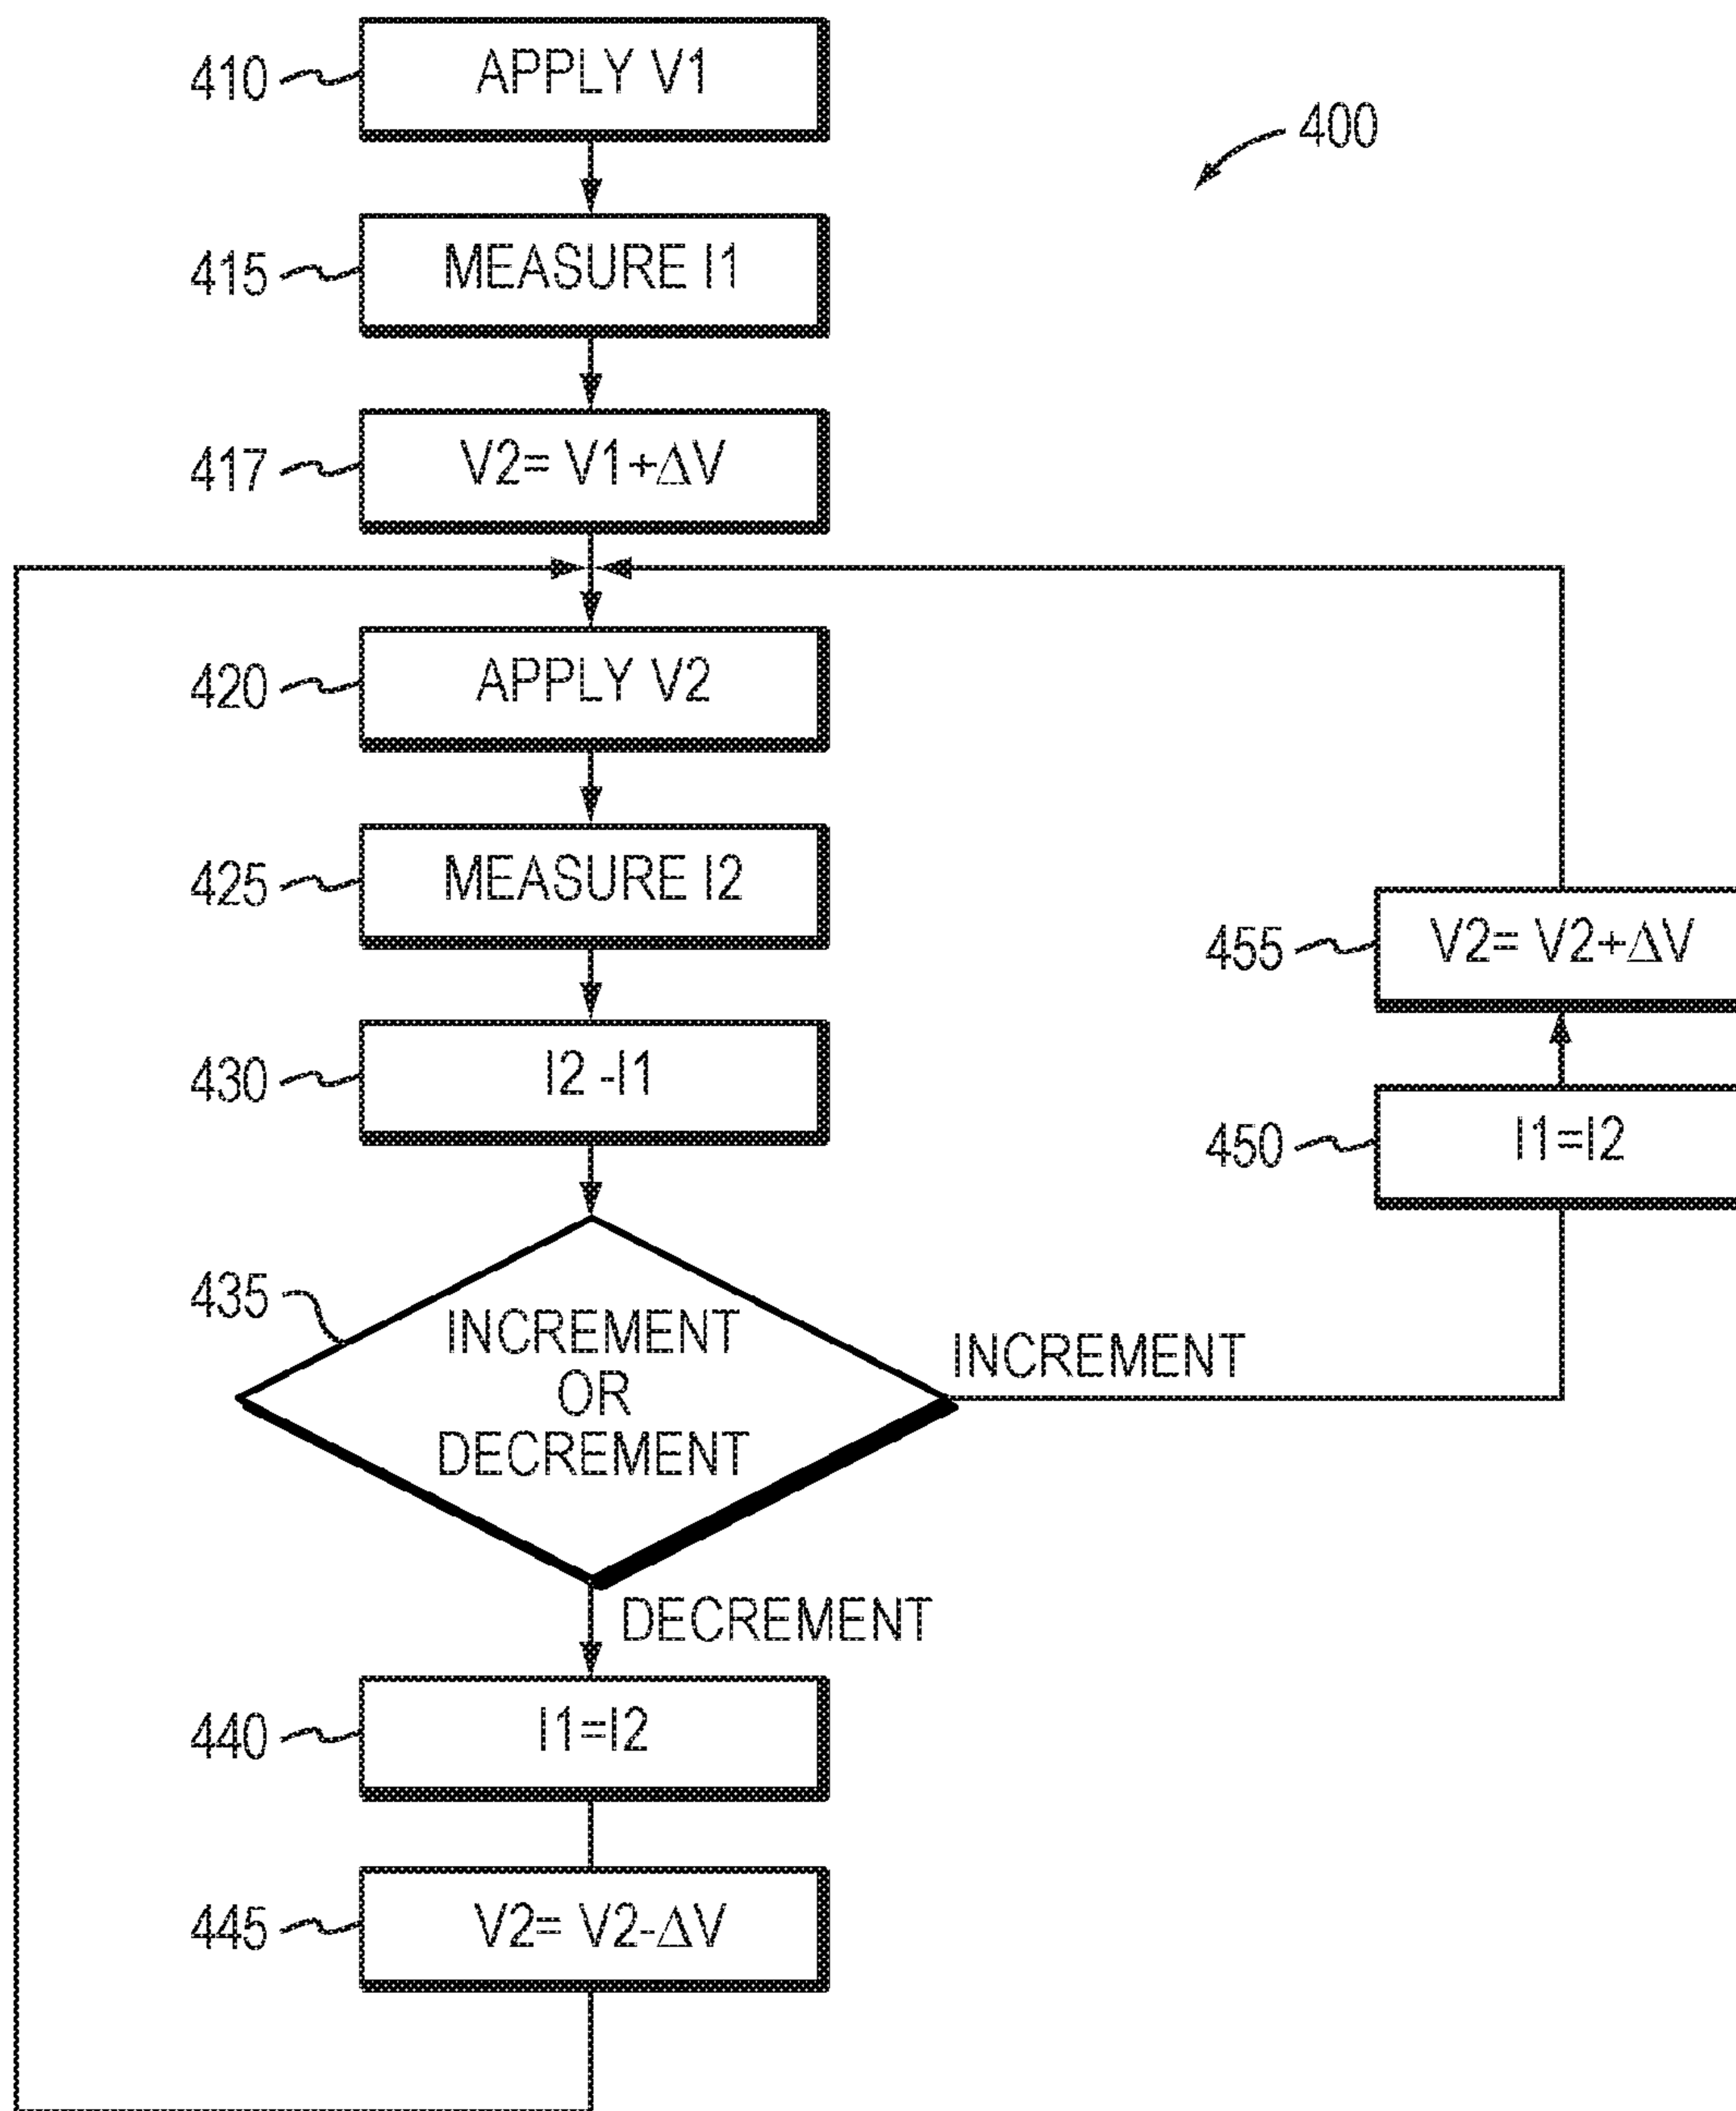 410 APPLY V1
400
415 MEASURE I1
417 V2= V1+ΔV
420 APPLY V2
425 MEASURE I2
430 I2 -I1
435 INCREMENT
OR
DECREMENT
INCREMENT
455 V2= V2+ΔV
450 I1=I2
DECREMENT
440 I1=I2
445 V2= V2-ΔV